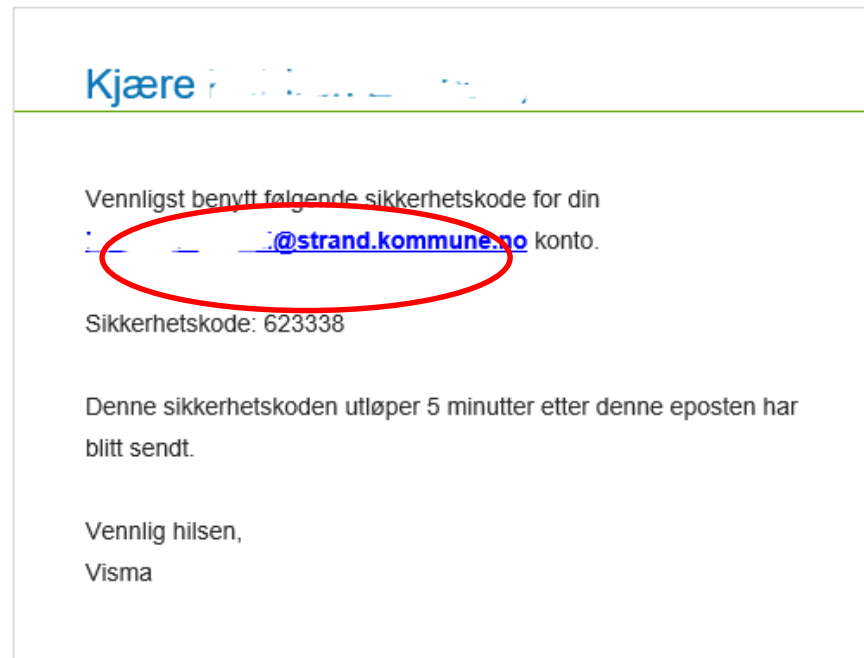 Kjære
Vennligst benytt følgende sikkerhetskode for din
@strand.kommune.no konto.
Sikkerhetskode: 623338
Denne sikkerhetskoden utløper 5 minutter etter denne eposten har
blitt sendt.
Vennlig hilsen,
Visma